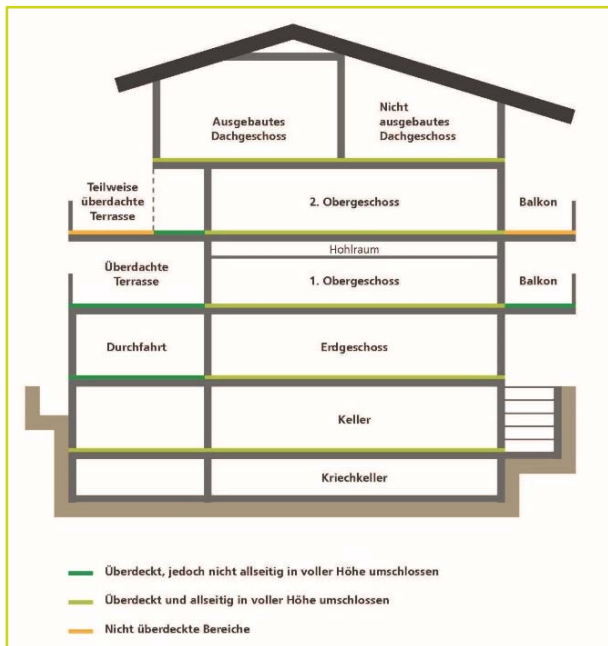 Ausgebautes
Dachgeschoss
Nicht
ausgebautes
Dachgeschoss
Teilweise
überdachte
Terrasse
2. Obergeschoss
Balkon
Hohlraum
Überdachte
Terrasse
1. Obergeschoss
Balkon
Durchfahrt
Erdgeschoss
Keller
Kriechkeller
Überdeckt, jedoch nicht allseitig in voller Höhe umschlossen
Überdeckt und allseitig in voller Höhe umschlossen
Nicht überdeckte Bereiche